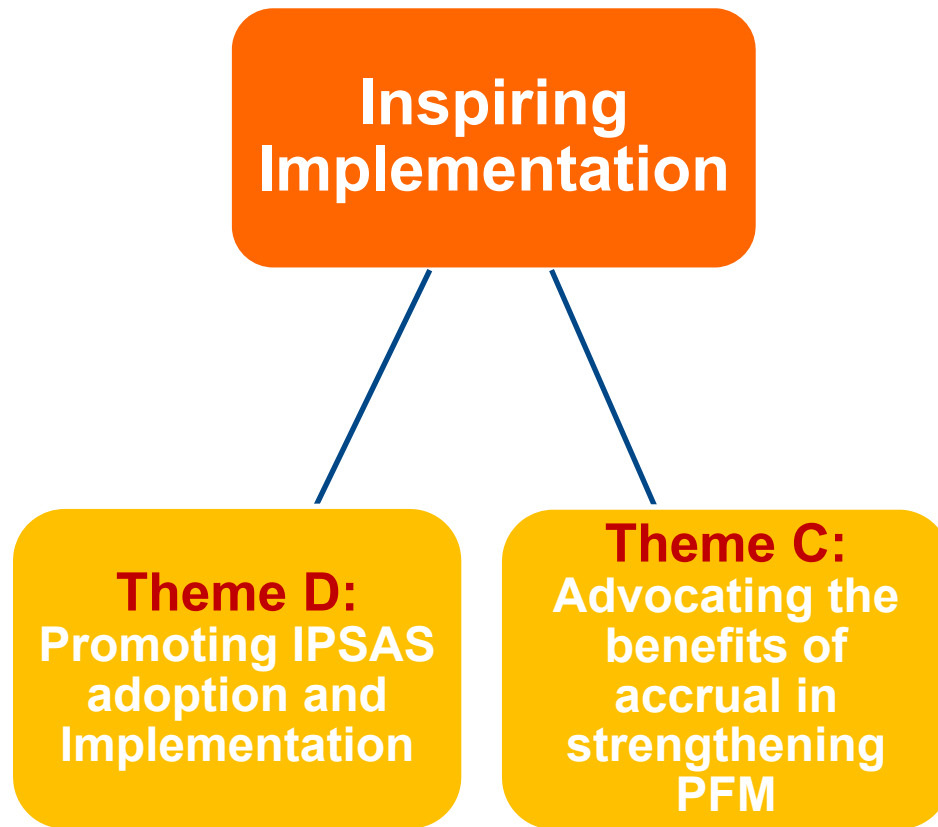 Inspiring
Implementation
Theme D:
Promoting IPSAS
adoption and
Implementation
Theme C:
Advocating the
benefits of
accrual in
strengthening
PFM